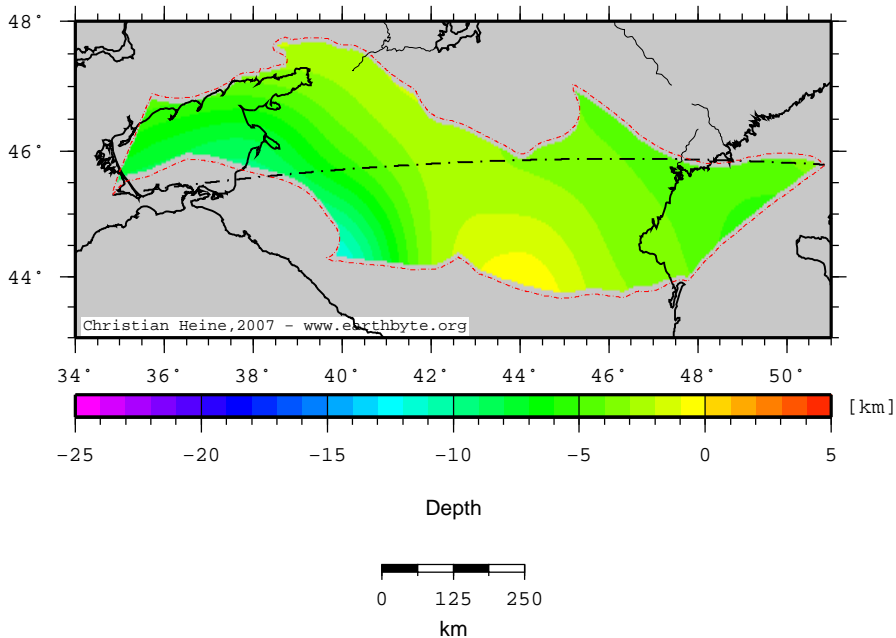 48°
46°
44°
Christian Heine,2007 - www.earthbyte.org
34° 36° 38° 40° 42° 44° 46° 48° 50°
[km]
−25 −20 −15 −10 −5 0 5
Depth
0 125 250
km